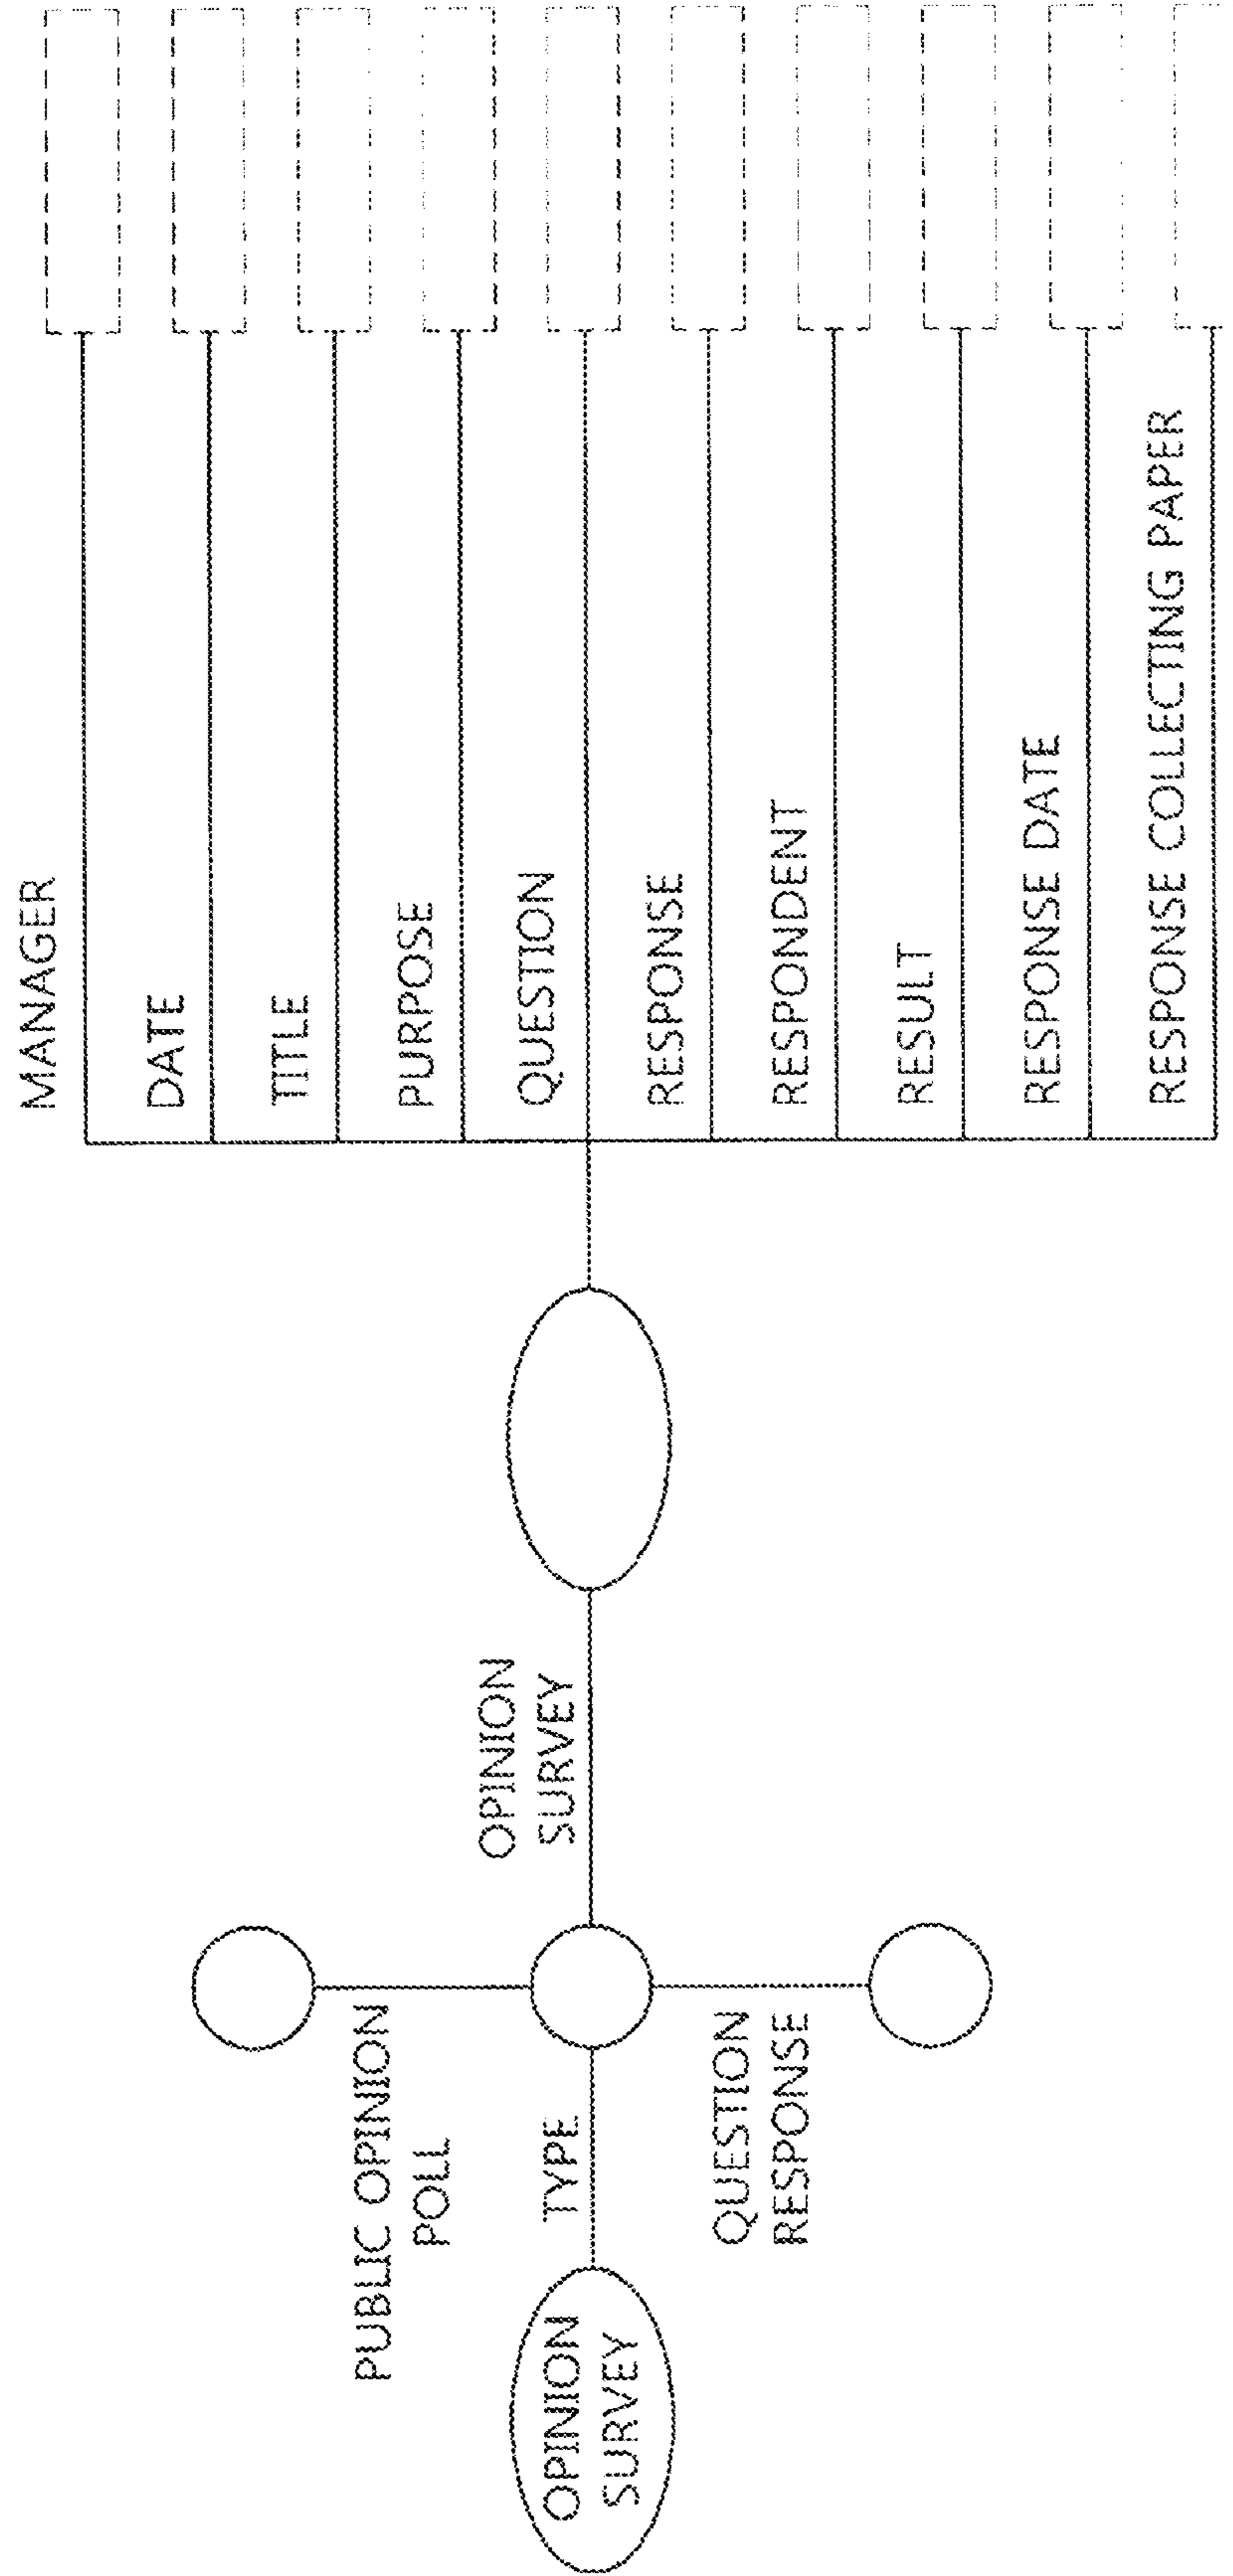 OPINION
SURVEY
TYPE
PUBLIC OPINION
POLL
QUESTION
RESPONSE
OPINION
SURVEY
MANAGER
DATE
TITLE
PURPOSE
QUESTION
RESPONSE
RESPONDENT
RESULT
RESPONSE DATE
RESPONSE COLLECTING PAPER